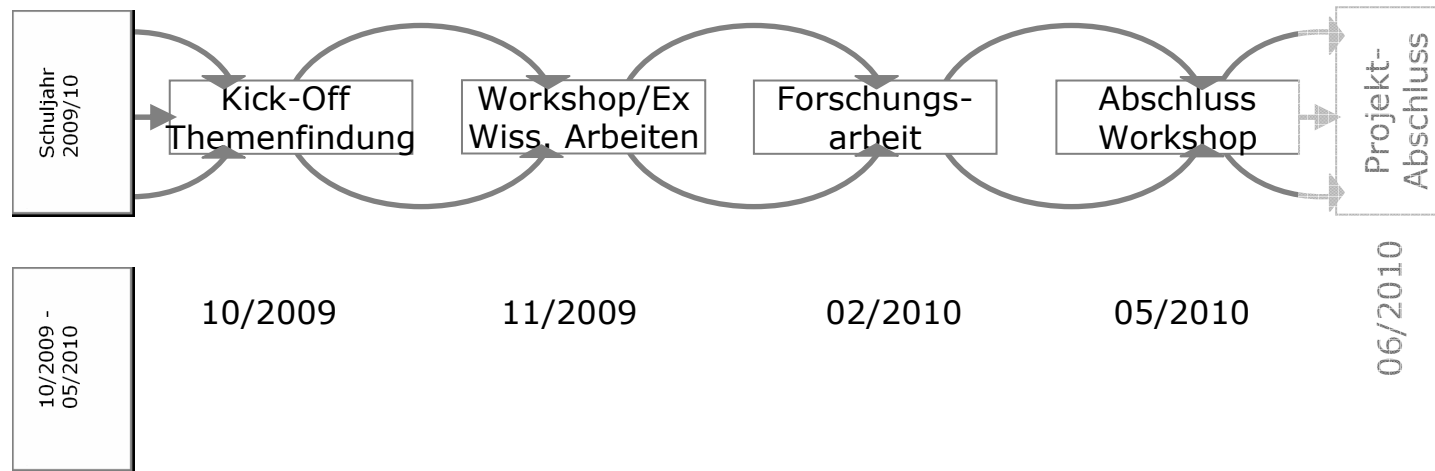 Schuljahr
2009/10
Kick-Off
Themenfindung
Workshop/Ex
Wiss. Arbeiten
Forschungs-
arbeit
Abschluss
Workshop
Projekt-
Abschluss
10/2009 -
05/2010
10/2009
11/2009
02/2010
05/2010
06/2010